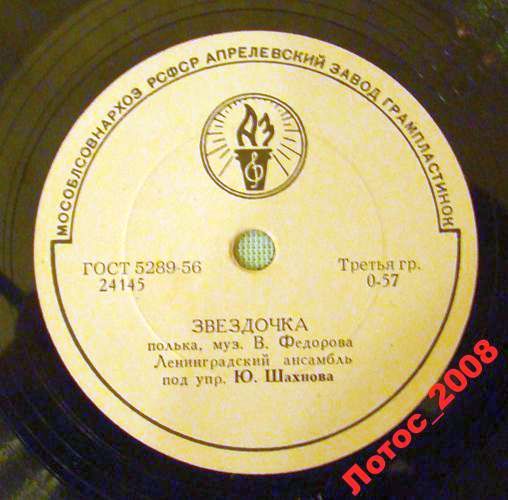 МОСОБЛСОВНАРХОЗ РСФСР АПРЕЛЕВСКИЙ ЗАВОД ГРАМПЛАСТИНОК
АЗ
ГОСТ 5289-56
24145
Третья гр.
0-57
ЗВЕЗДОЧКА
полька, муз. В. Федорова
Ленинградский ансамбль
под упр. Ю. Шахнова
Лотос_2008